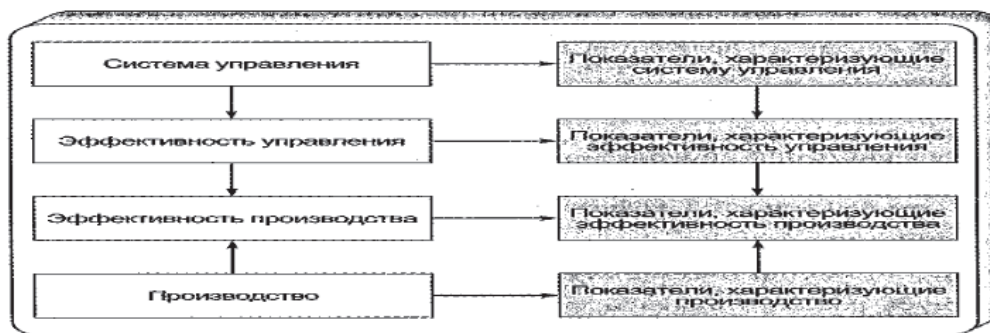 Система управления
Показатели, характеризующие
систему управления
Эффективность управления
Показатели, характеризующие
эффективность управления
Эффективность производства
Показатели, характеризующие
эффективность производства
Производство
Показатели, характеризующие
производство